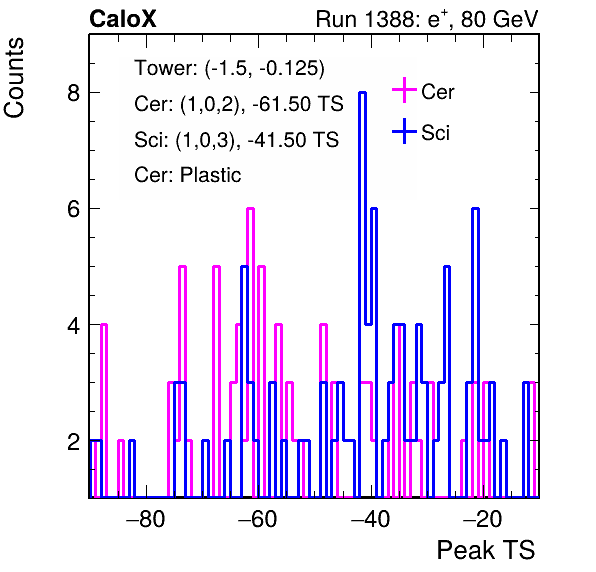 CaloX Run 1388: e⁺, 80 GeV
Counts
Tower: (-1.5, -0.125)
Cer: (1,0,2), -61.50 TS
Sci: (1,0,3), -41.50 TS
Cer: Plastic
Cer
Sci
8
6
4
2
−80 −60 −40 −20
Peak TS